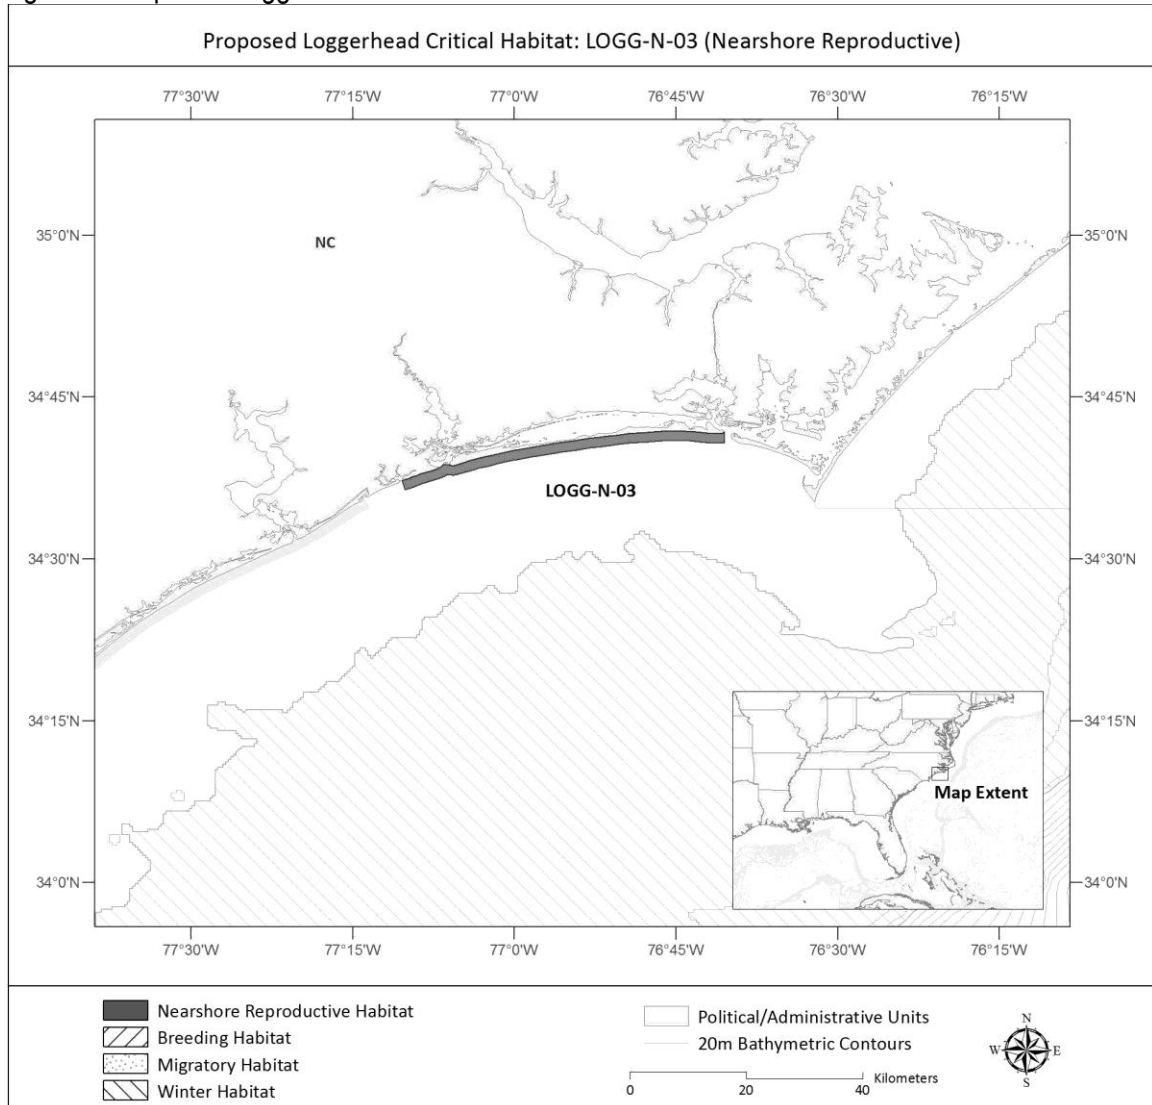 Proposed Loggerhead Critical Habitat: LOGG-N-03 (Nearshore Reproductive)
77°30'W 77°15'W 77°0'W 76°45'W 76°30'W 76°15'W
35°0'N NC 35°0'N
34°45'N 34°45'N
LOGG-N-03
34°30'N 34°30'N
34°15'N 34°15'N
Map Extent
34°0'N 34°0'N
77°30'W 77°15'W 77°0'W 76°45'W 76°30'W 76°15'W
Nearshore Reproductive Habitat
Breeding Habitat
Migratory Habitat
Winter Habitat
Political/Administrative Units
20m Bathymetric Contours
Kilometers
0 20 40
N
W E
S